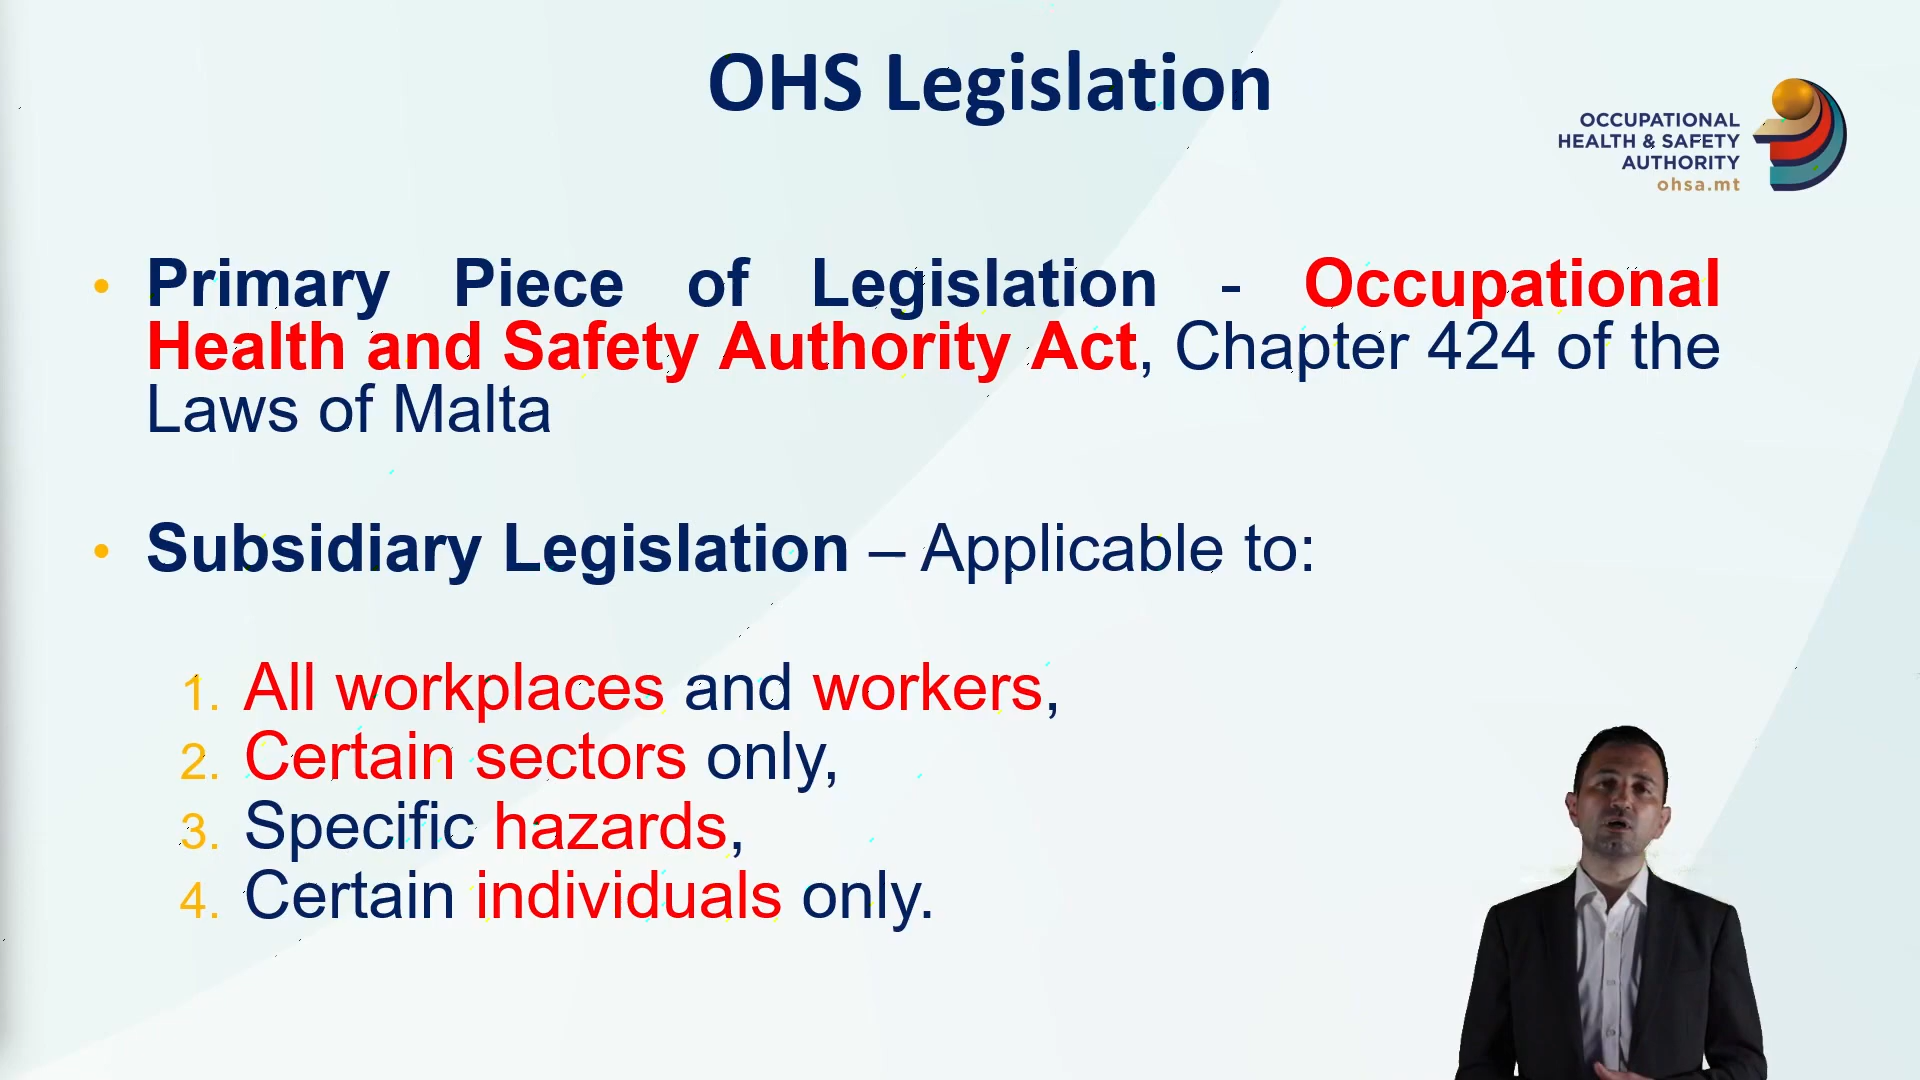 OHS Legislation
OCCUPATIONAL
HEALTH & SAFETY
AUTHORITY
ohsa.mt
• Primary Piece of Legislation - Occupational
Health and Safety Authority Act, Chapter 424 of the
Laws of Malta
• Subsidiary Legislation – Applicable to:
1. All workplaces and workers,
2. Certain sectors only,
3. Specific hazards,
4. Certain individuals only.